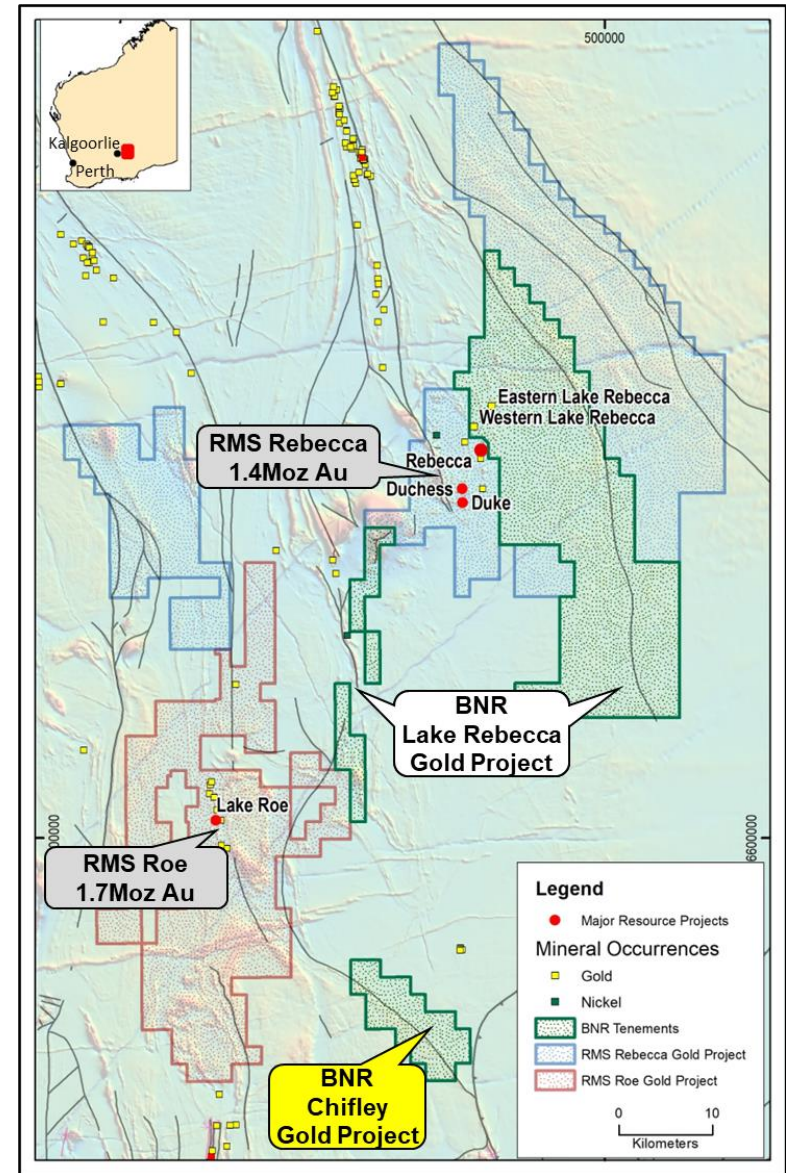 500000
Kalgoorlie
Perth
Eastern Lake Rebecca
Western Lake Rebecca
RMS Rebecca
1.4Moz Au
Rebecca
Duchess
Duke
BNR
Lake Rebecca
Gold Project
Lake Roe
RMS Roe
1.7Moz Au
6600
BNR
Chifley
Gold Project
Legend
Major Resource Projects
Mineral Occurrences
Gold
Nickel
BNR Tenements
RMS Rebecca Gold Project
RMS Roe Gold Project
0 10
Kilometers